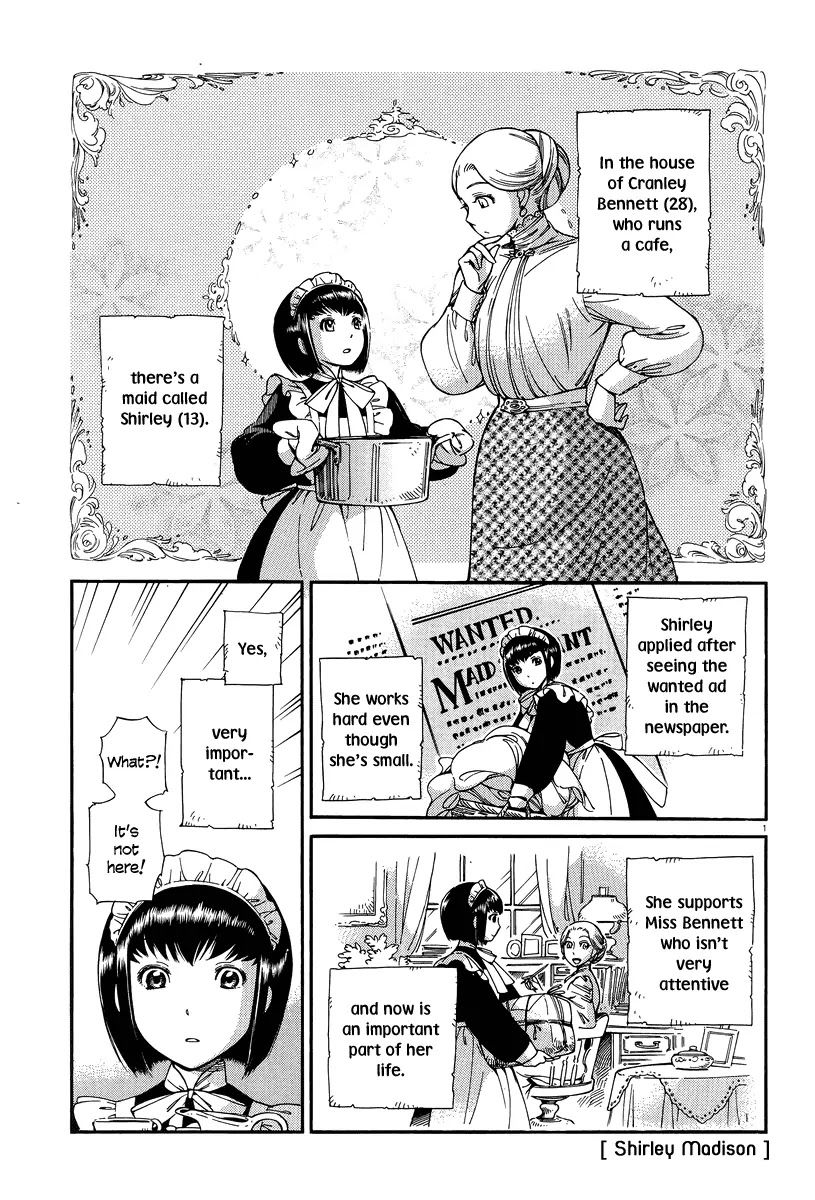 In the house
of Cranley
Bennett (28),
who runs
a cafe,
there's a
maid called
Shirley (13).
WANTED
MAID
ANT
Shirley
applied after
seeing the
wanted ad
in the
newspaper.
She works
hard even
though
she's small.
1
She supports
Miss Bennett
who isn't
very
attentive
and now is
an important
part of her
life.
Yes,
very
impor-
tant...
What?!
It's
not
here!
[ Shirley Madison ]